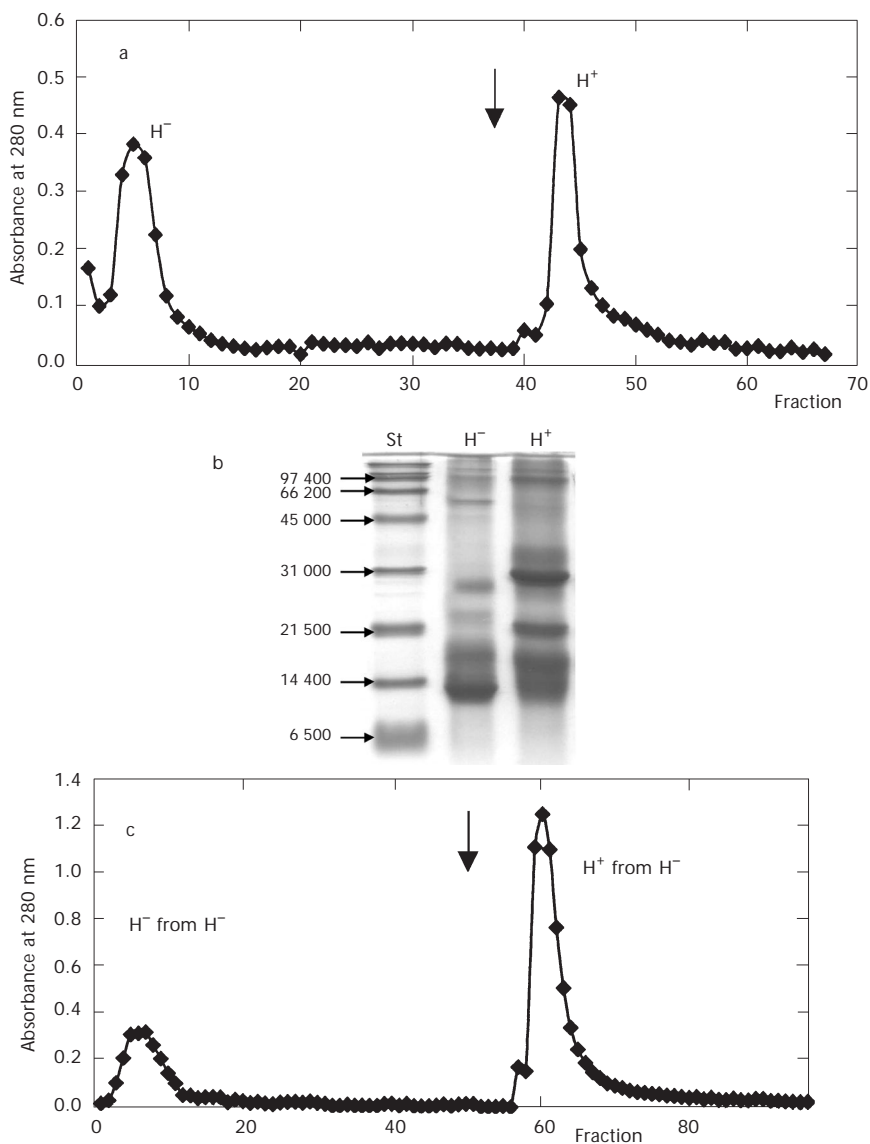 0.6
a
0.5
H⁺
0.4
H⁻
0.3
0.2
0.1
0.0
Absorbance at 280 nm
0 10 20 30 40 50 60 70
Fraction
b
St H⁻ H⁺
97 400
66 200
45 000
31 000
21 500
14 400
6 500
1.4
c
1.2
1.0
H⁺ from H⁻
0.8
H⁻ from H⁻
0.6
0.4
0.2
0.0
Absorbance at 280 nm
0 20 40 60 80
Fraction